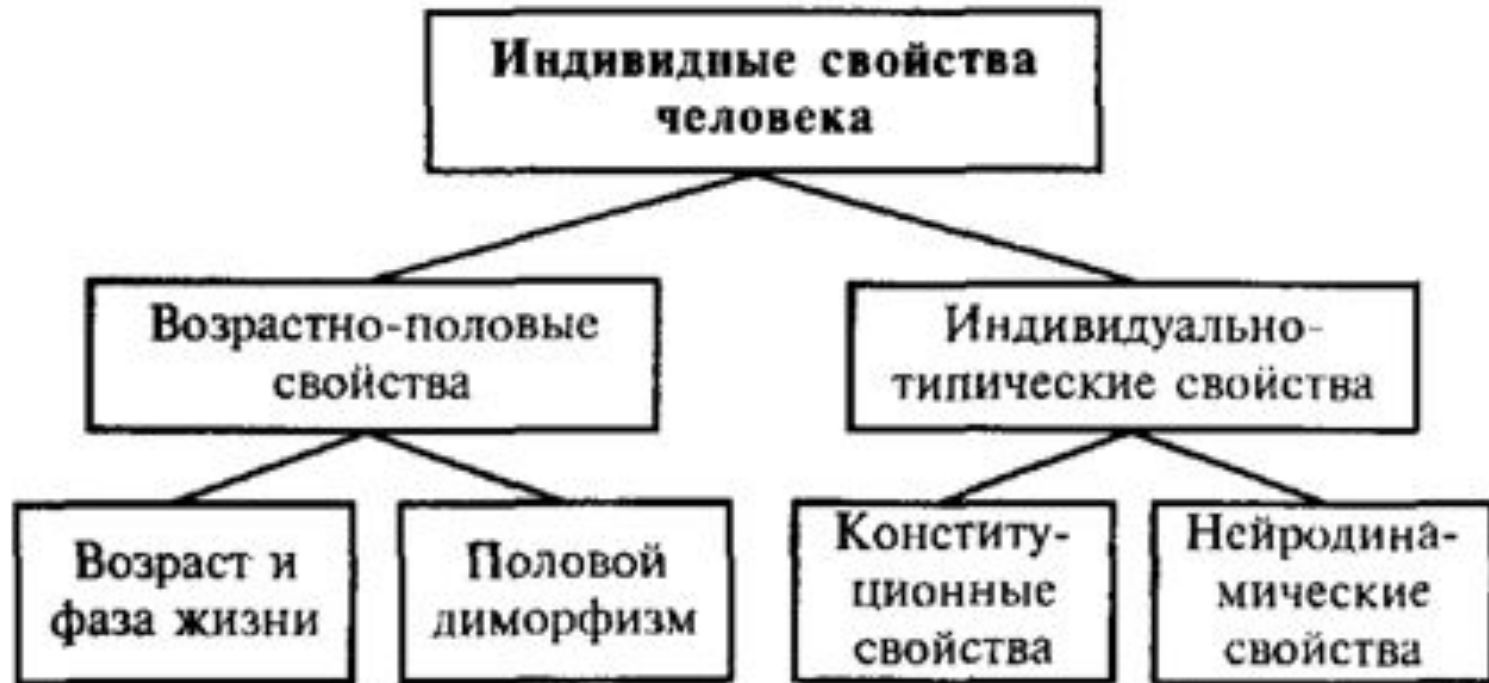 Индивидные свойства
человека
Возрастно-половые
свойства
Индивидуально-
типические свойства
Возраст и
фаза жизни
Половой
диморфизм
Конститу-
ционные
свойства
Нейродина-
мические
свойства